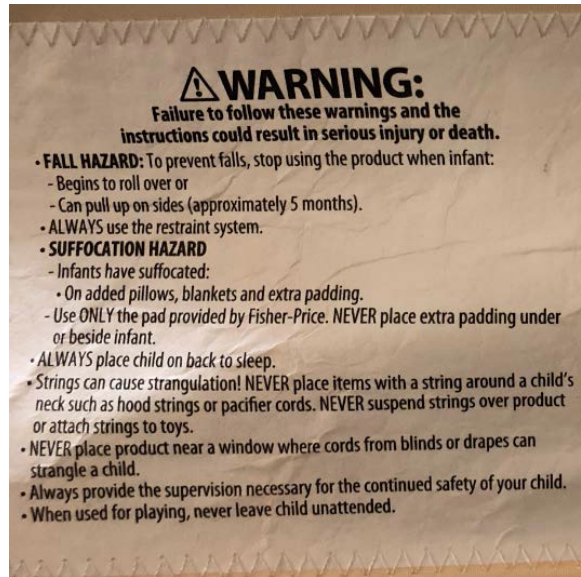 ⚠WARNING:
Failure to follow these warnings and the
instructions could result in serious injury or death.
• FALL HAZARD: To prevent falls, stop using the product when infant:
- Begins to roll over or
- Can pull up on sides (approximately 5 months).
• ALWAYS use the restraint system.
• SUFFOCATION HAZARD
- Infants have suffocated:
• On added pillows, blankets and extra padding.
- Use ONLY the pad provided by Fisher-Price. NEVER place extra padding under
or beside infant.
• ALWAYS place child on back to sleep.
• Strings can cause strangulation! NEVER place items with a string around a child's
neck such as hood strings or pacifier cords. NEVER suspend strings over product
or attach strings to toys.
• NEVER place product near a window where cords from blinds or drapes can
strangle a child.
• Always provide the supervision necessary for the continued safety of your child.
• When used for playing, never leave child unattended.